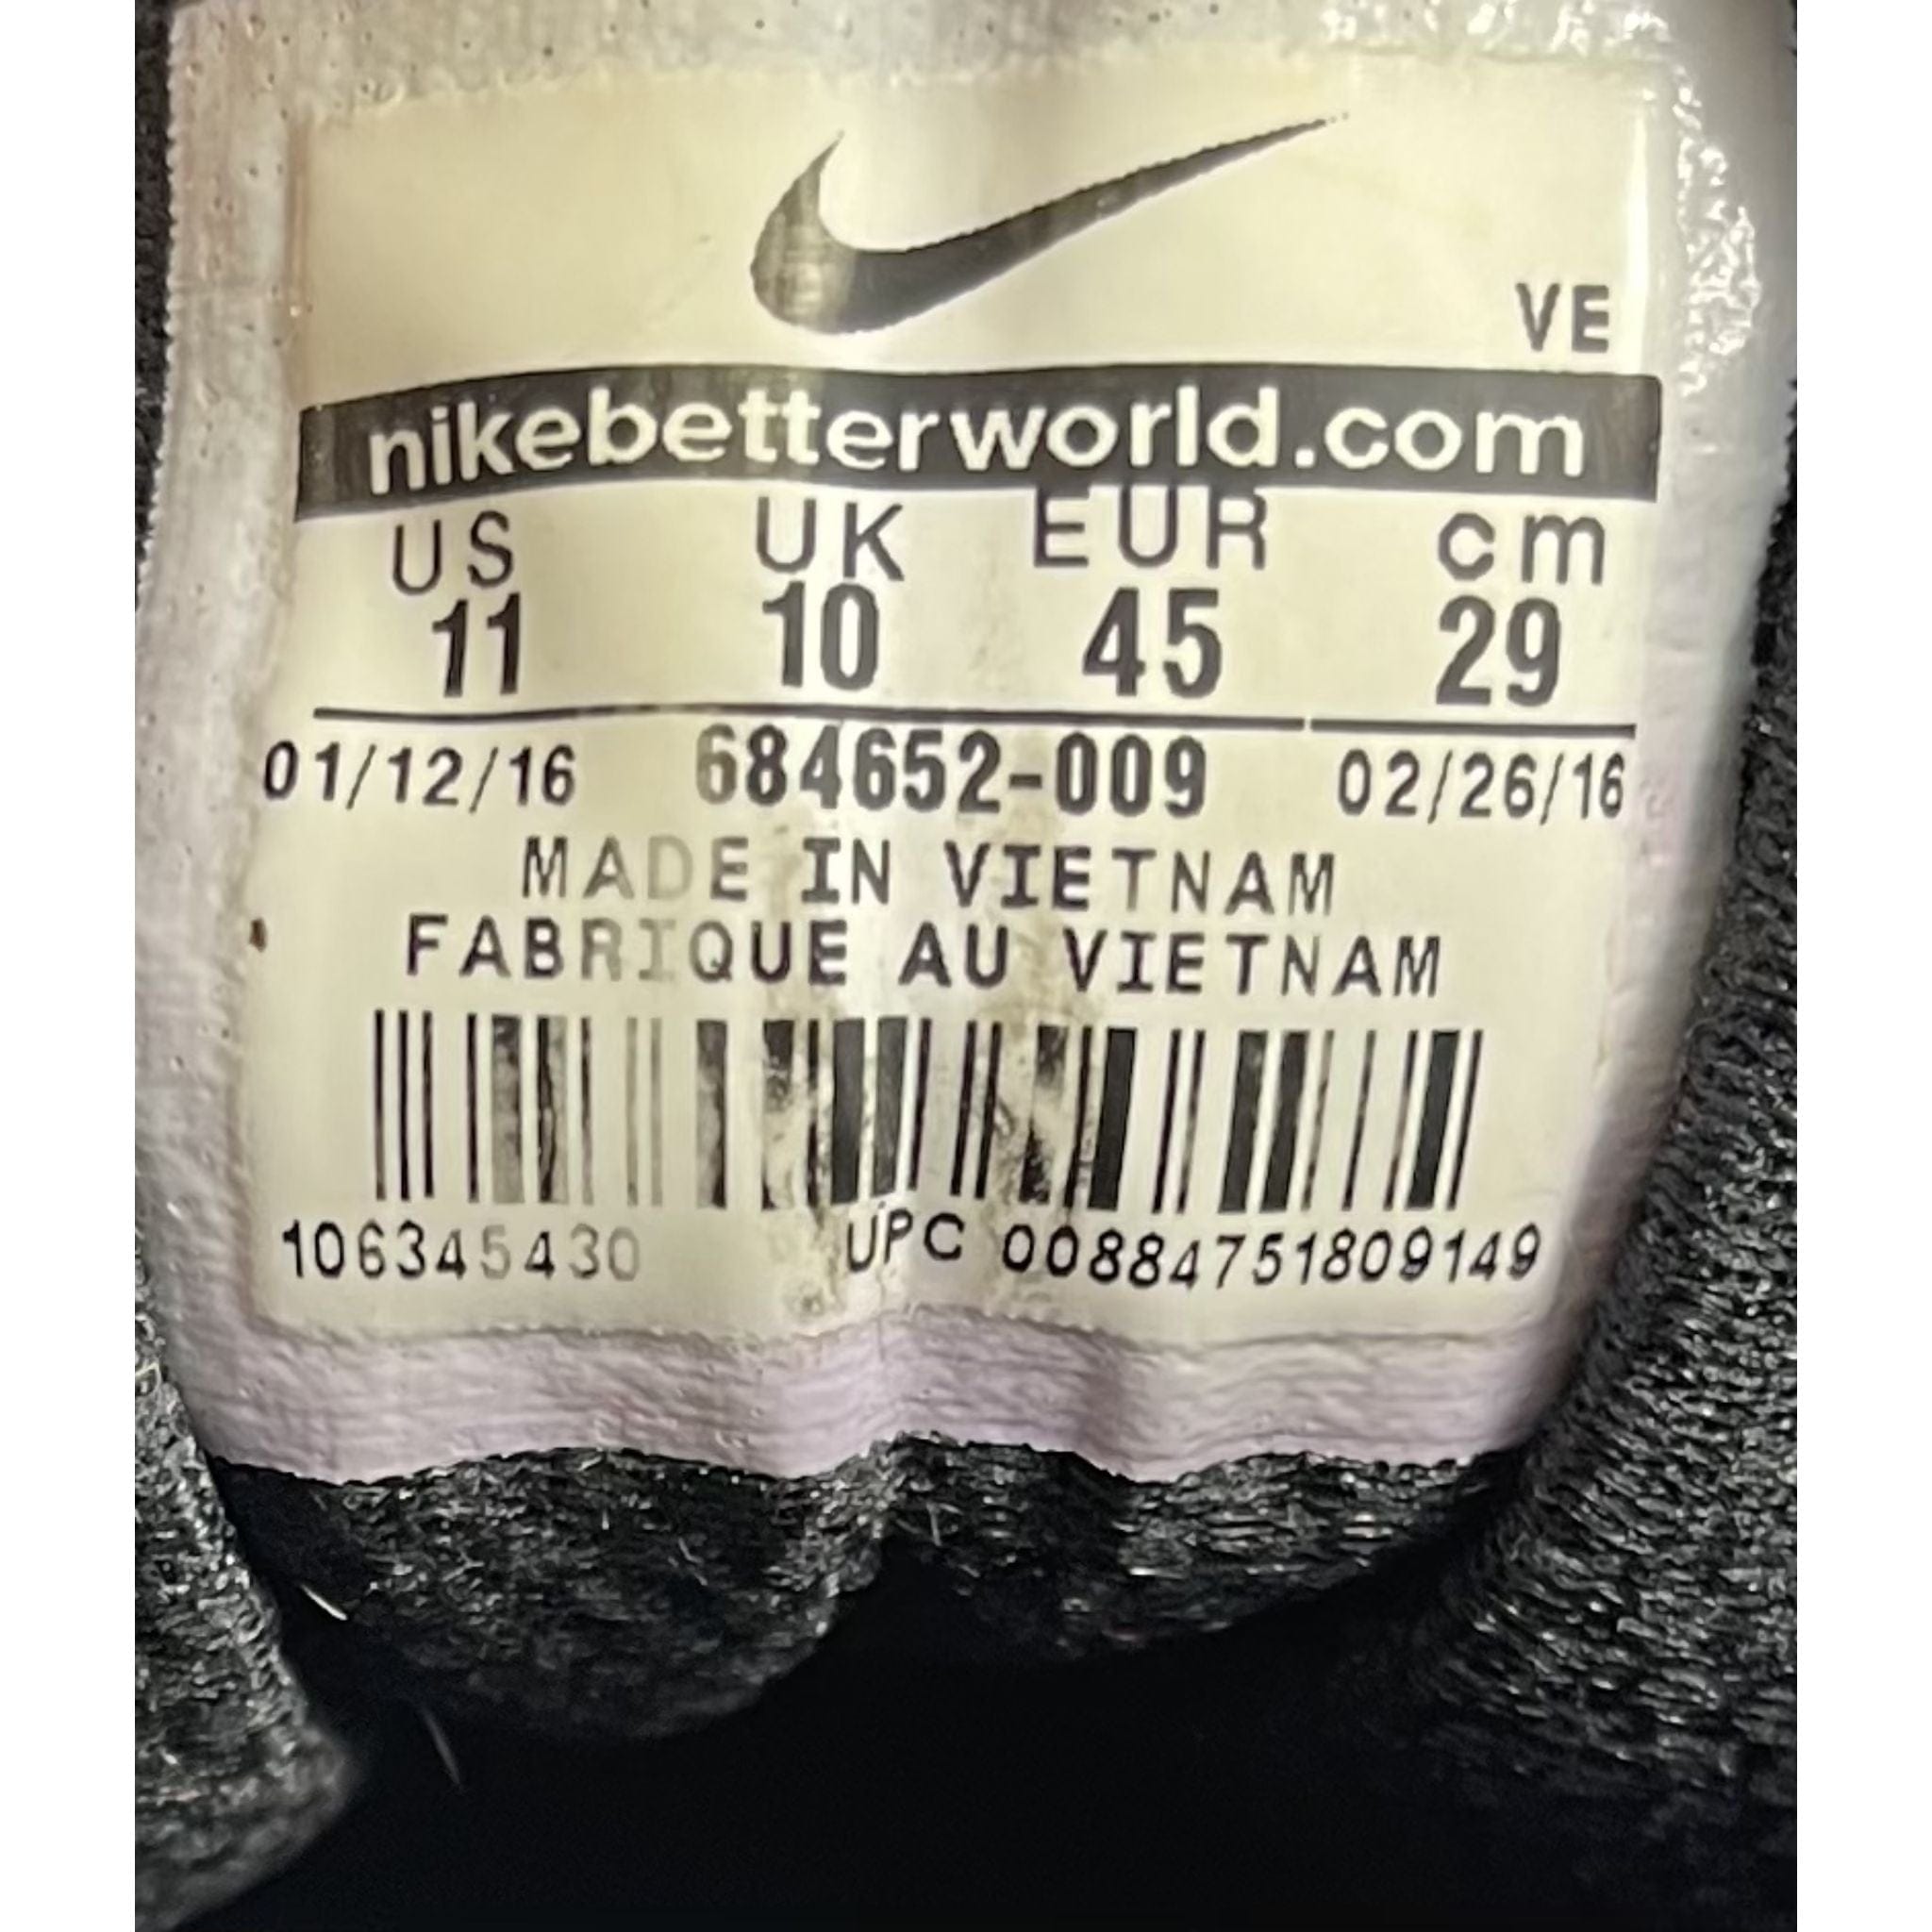 VE
nikebetterworld.com
US UK EUR cm
11 10 45 29
01/12/16 684652-009 02/26/16
MADE IN VIETNAM
FABRIQUE AU VIETNAM
106345430 UPC 00884751809149